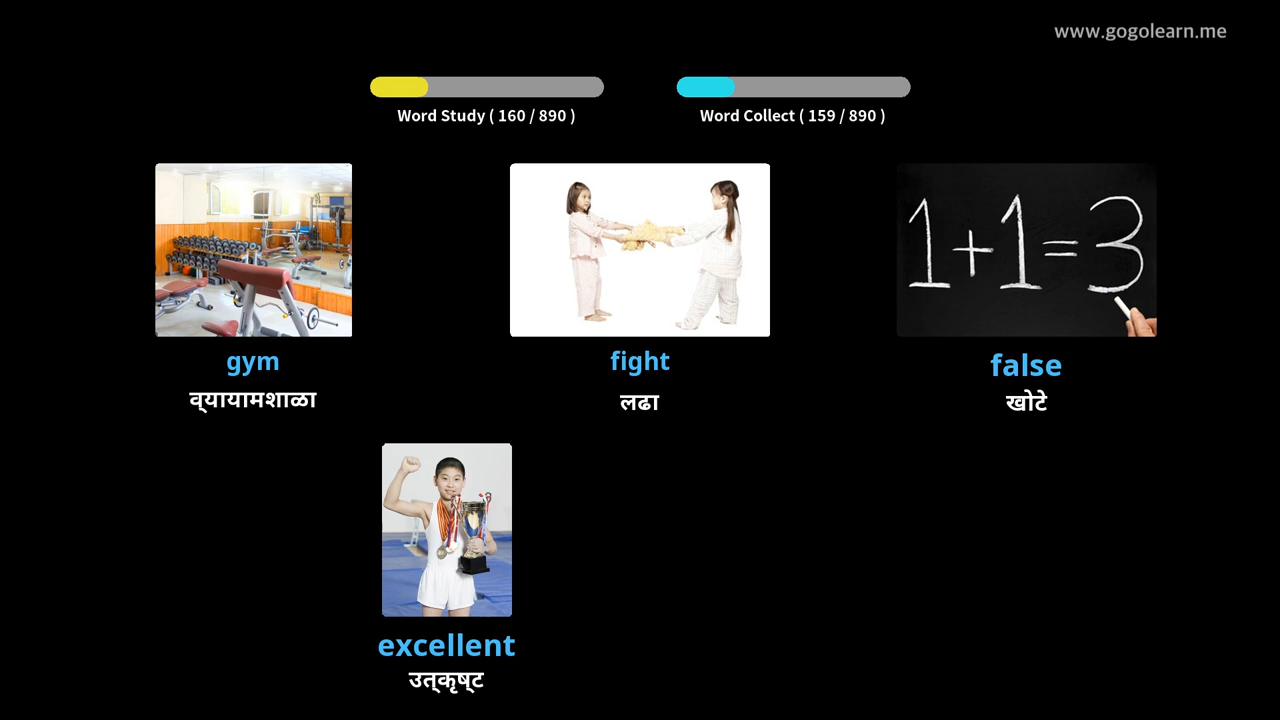 www.gogolearn.me
Word Study ( 160 / 890 )
Word Collect ( 159 / 890 )
1+1=3
gym
fight
false
व्यायामशाळा
लढा
खोटे
excellent
उत्कृष्ट